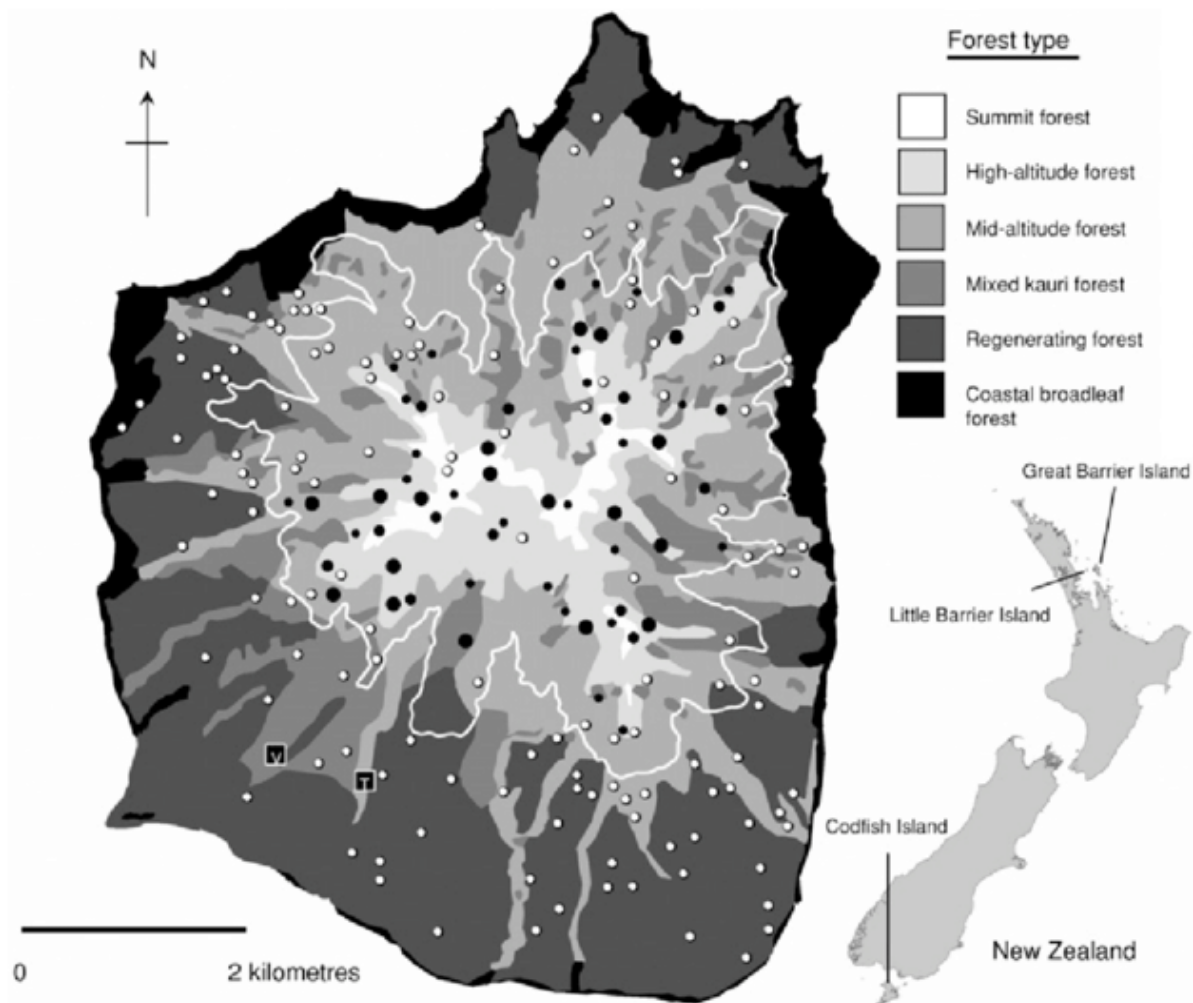 N
Forest type
Summit forest
High-altitude forest
Mid-altitude forest
Mixed kauri forest
Regenerating forest
Coastal broadleaf
forest
Great Barrier Island
Little Barrier Island
V
T
Codfish Island
New Zealand
0 2 kilometres